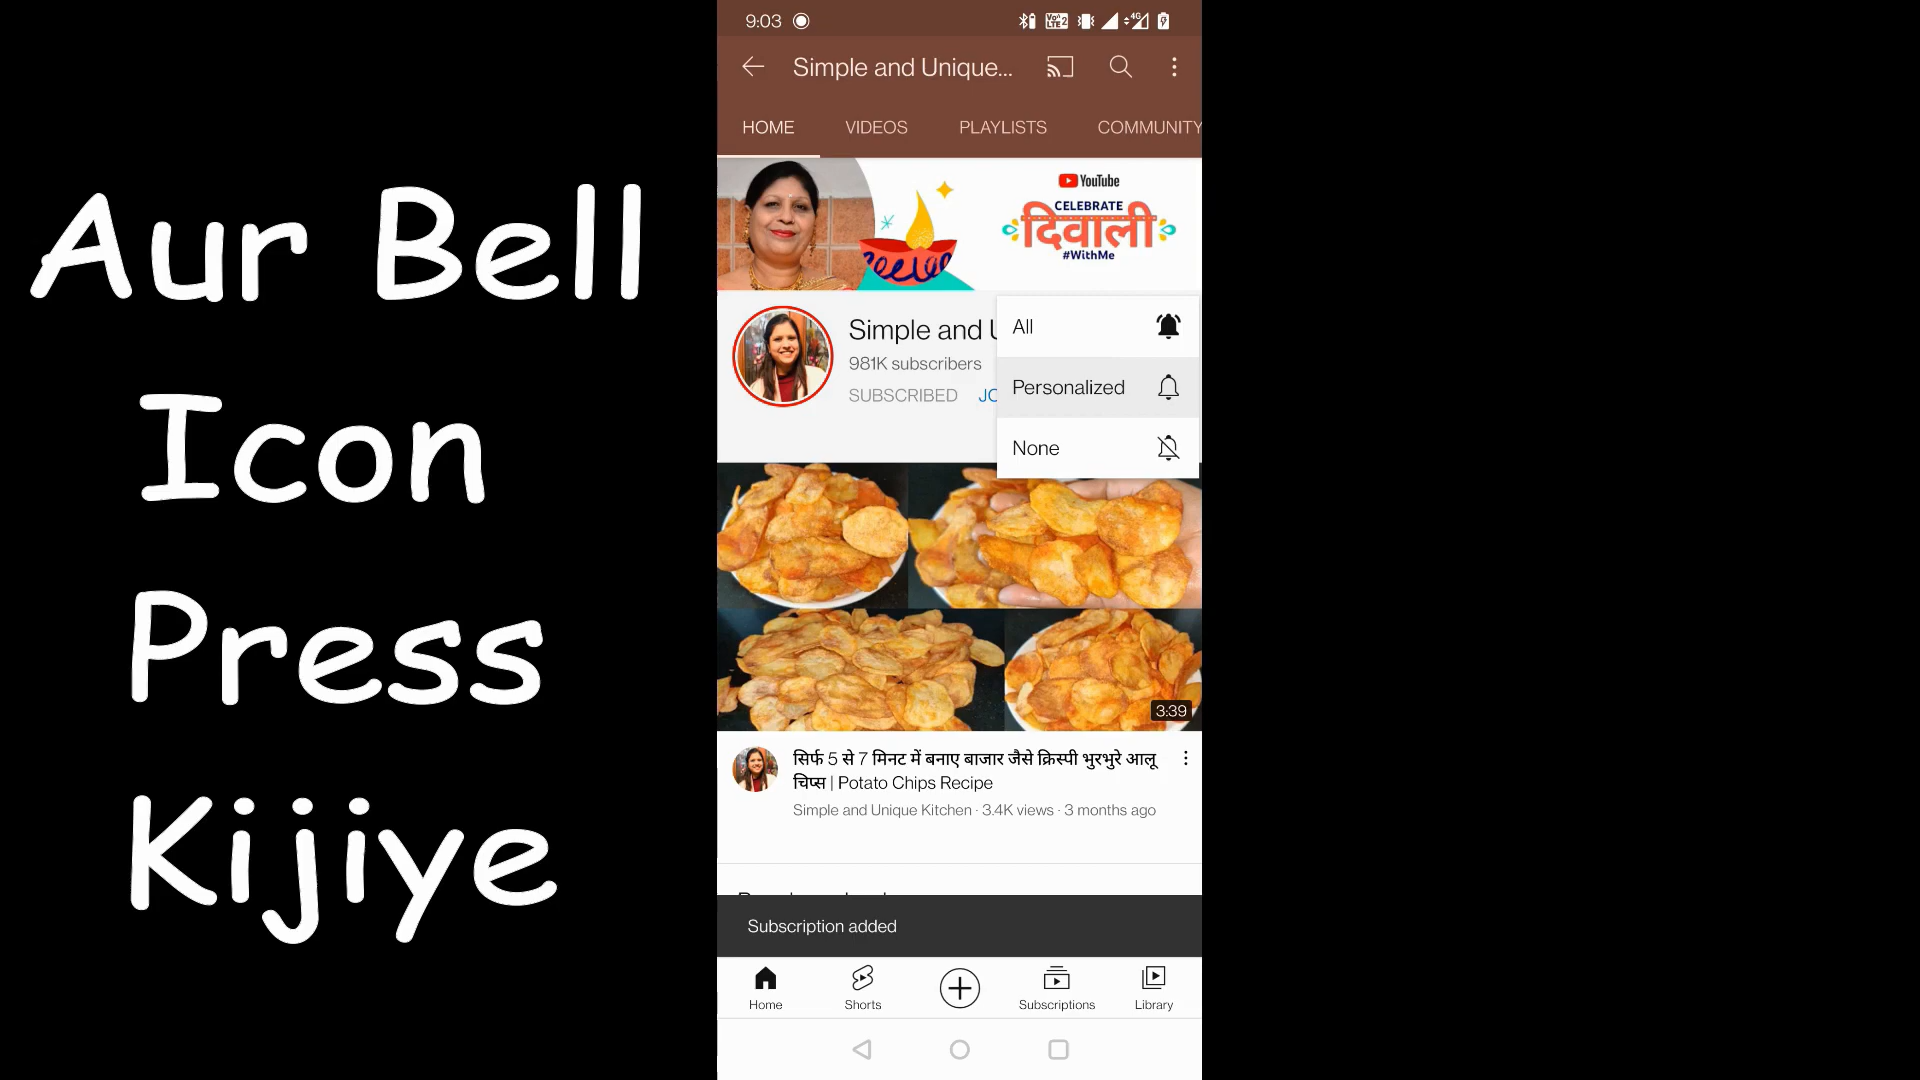 Aur Bell
Icon
Press
Kijiye
9:03
Simple and Unique...
HOME VIDEOS PLAYLISTS COMMUNITY
YouTube
CELEBRATE
दिवाली
#WithMe
Simple and
981K subscribers
SUBSCRIBED
All
Personalized
None
3:39
सिर्फ 5 से 7 मिनट में बनाए बाजार जैसे क्रिस्पी भुरभुरे आलू
चिप्स | Potato Chips Recipe
Simple and Unique Kitchen · 3.4K views · 3 months ago
Subscription added
Home Shorts Subscriptions Library